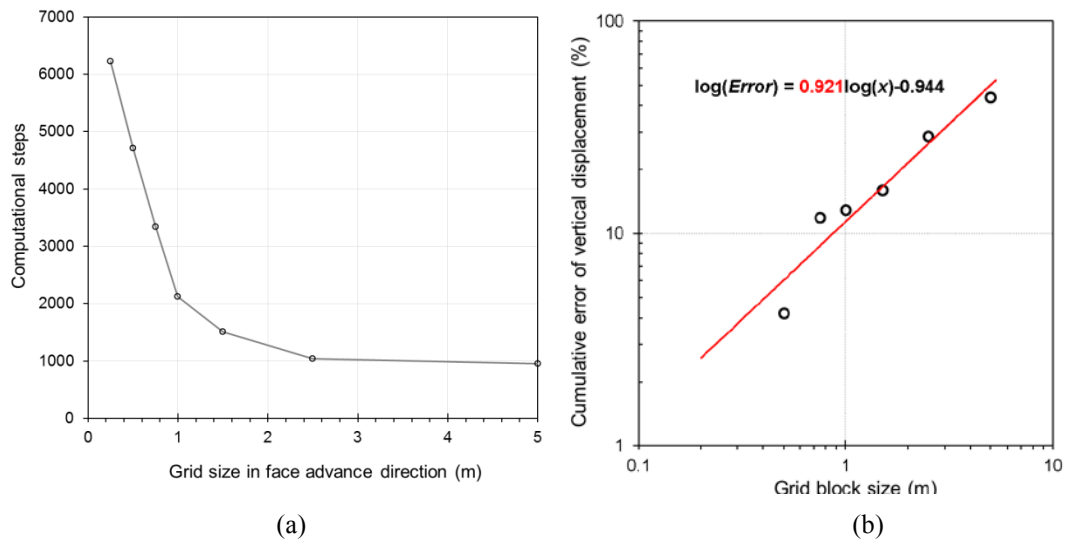 7000
6000
5000
4000
3000
2000
1000
0
Computational steps
0 1 2 3 4 5
Grid size in face advance direction (m)
(a)
100
10
1
Cumulative error of vertical displacement (%)
log(Error) = 0.921log(x)-0.944
0.1 1 10
Grid block size (m)
(b)